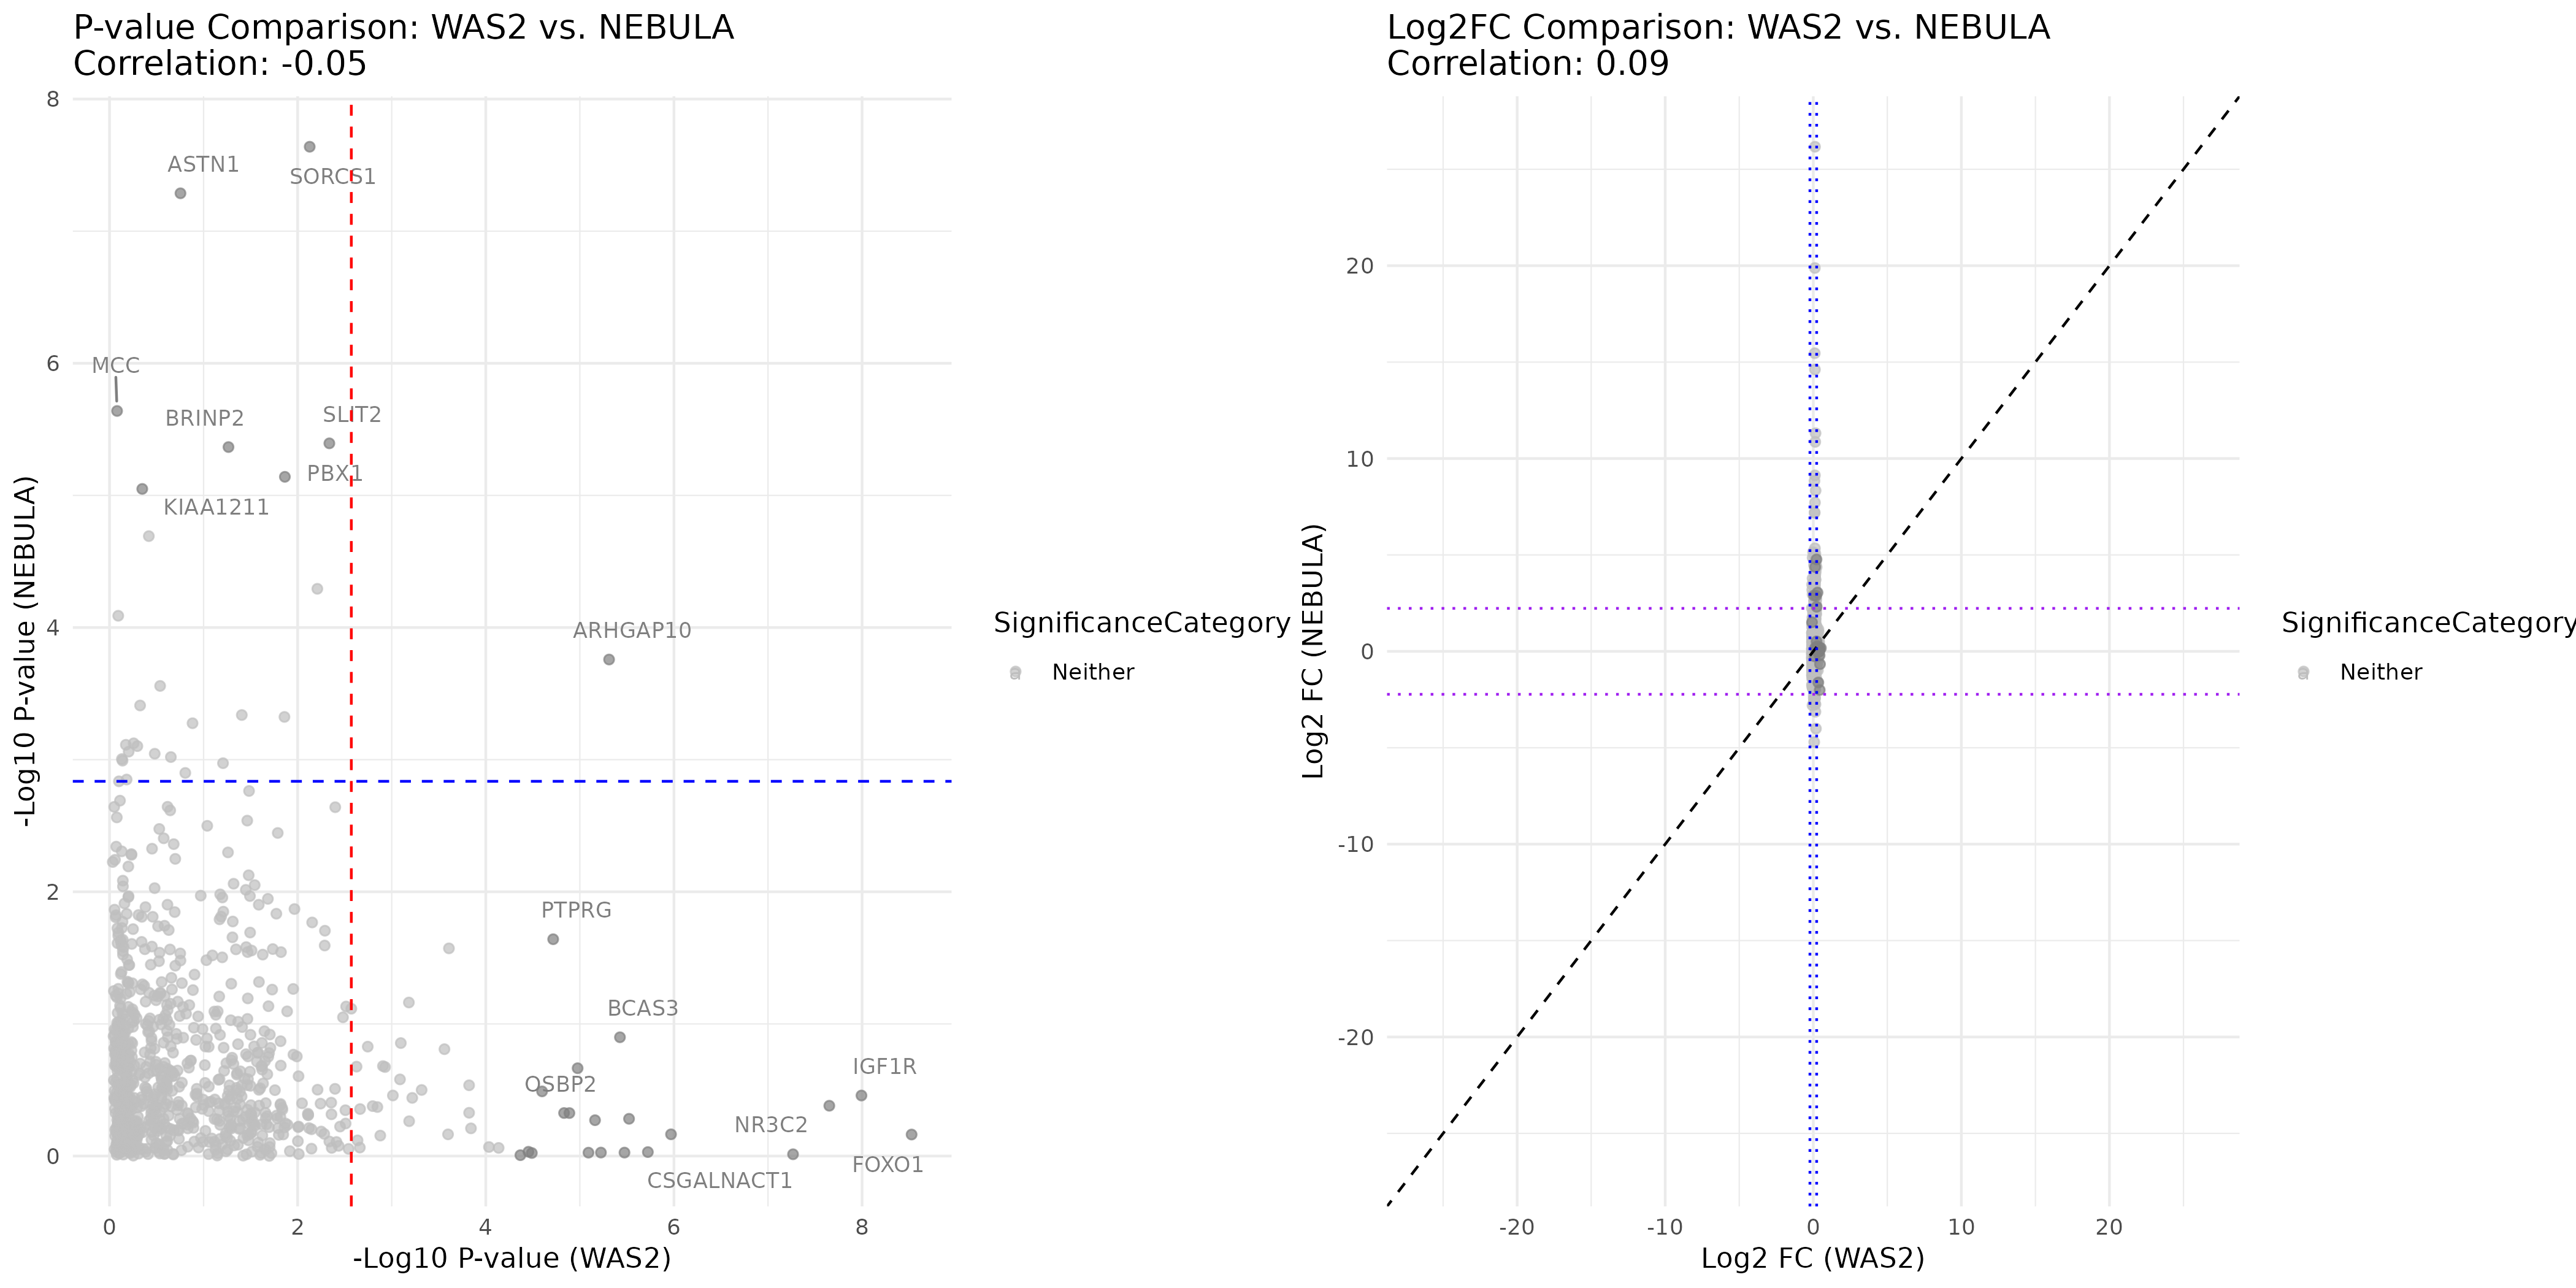 P-value Comparison: WAS2 vs. NEBULA
Correlation: -0.05
8
6
4
2
0
-Log10 P-value (NEBULA)
ASTN1
SORCS1
MCC
BRINP2
SLIT2
PBX1
KIAA1211
ARHGAP10
PTPRG
BCAS3
IGF1R
OSBP2
NR3C2
FOXO1
CSGALNACT1
0
2
4
6
8
-Log10 P-value (WAS2)
SignificanceCategory
Neither
Log2FC Comparison: WAS2 vs. NEBULA
Correlation: 0.09
20
10
0
-10
-20
Log2 FC (NEBULA)
-20
-10
0
10
20
Log2 FC (WAS2)
SignificanceCategory
Neither